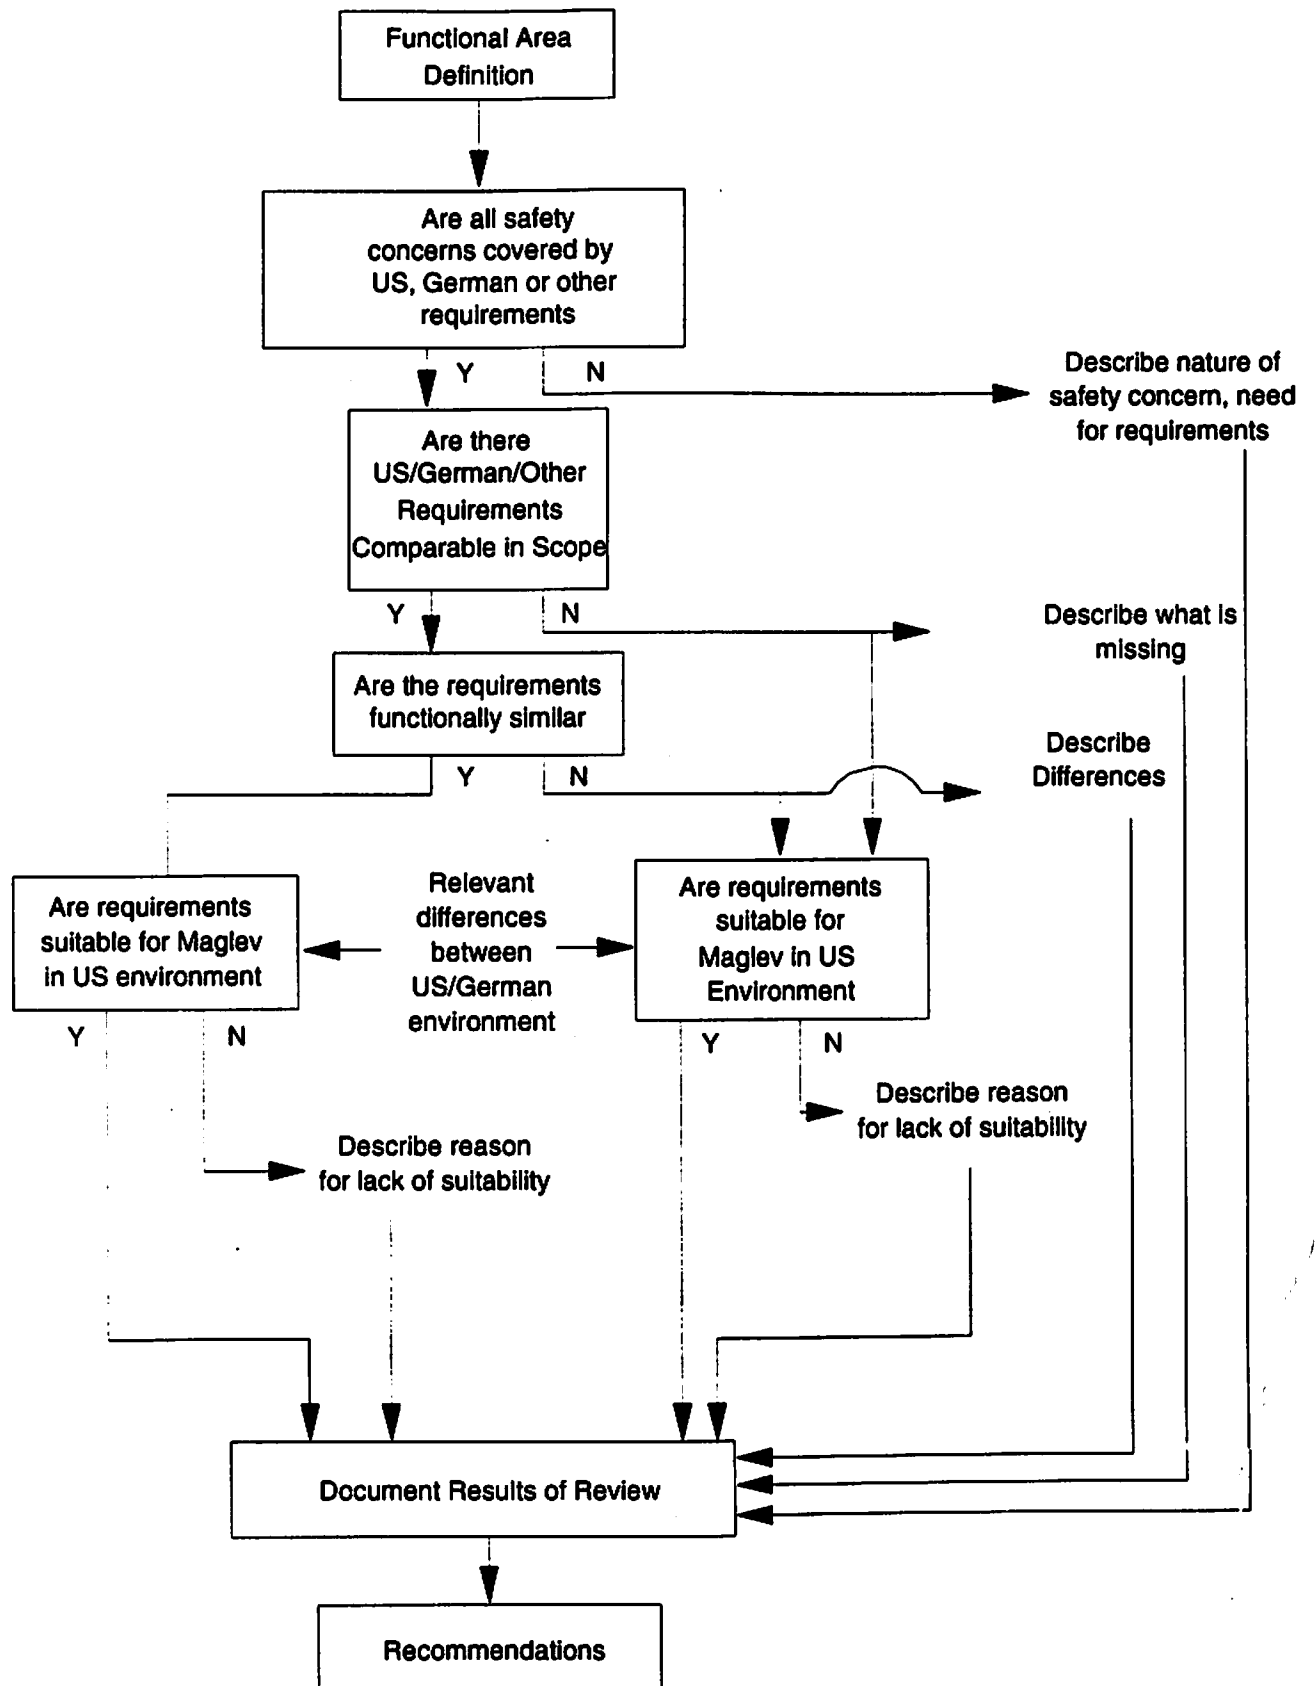 Functional Area
Definition
Are all safety
concerns covered by
US, German or other
requirements
Y
N
Describe nature of
safety concern, need
for requirements
Are there
US/German/Other
Requirements
Comparable in Scope
Y
N
Describe what is
missing
Are the requirements
functionally similar
Y
N
Describe
Differences
Are requirements
suitable for Maglev
in US environment
Y
N
Relevant
differences
between
US/German
environment
Are requirements
suitable for
Maglev in US
Environment
Y
N
Describe reason
for lack of suitability
Describe reason
for lack of suitability
Document Results of Review
Recommendations